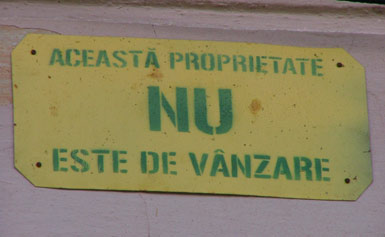 ACEASTĂ PROPRIETATE
NU
ESTE DE VÂNZARE